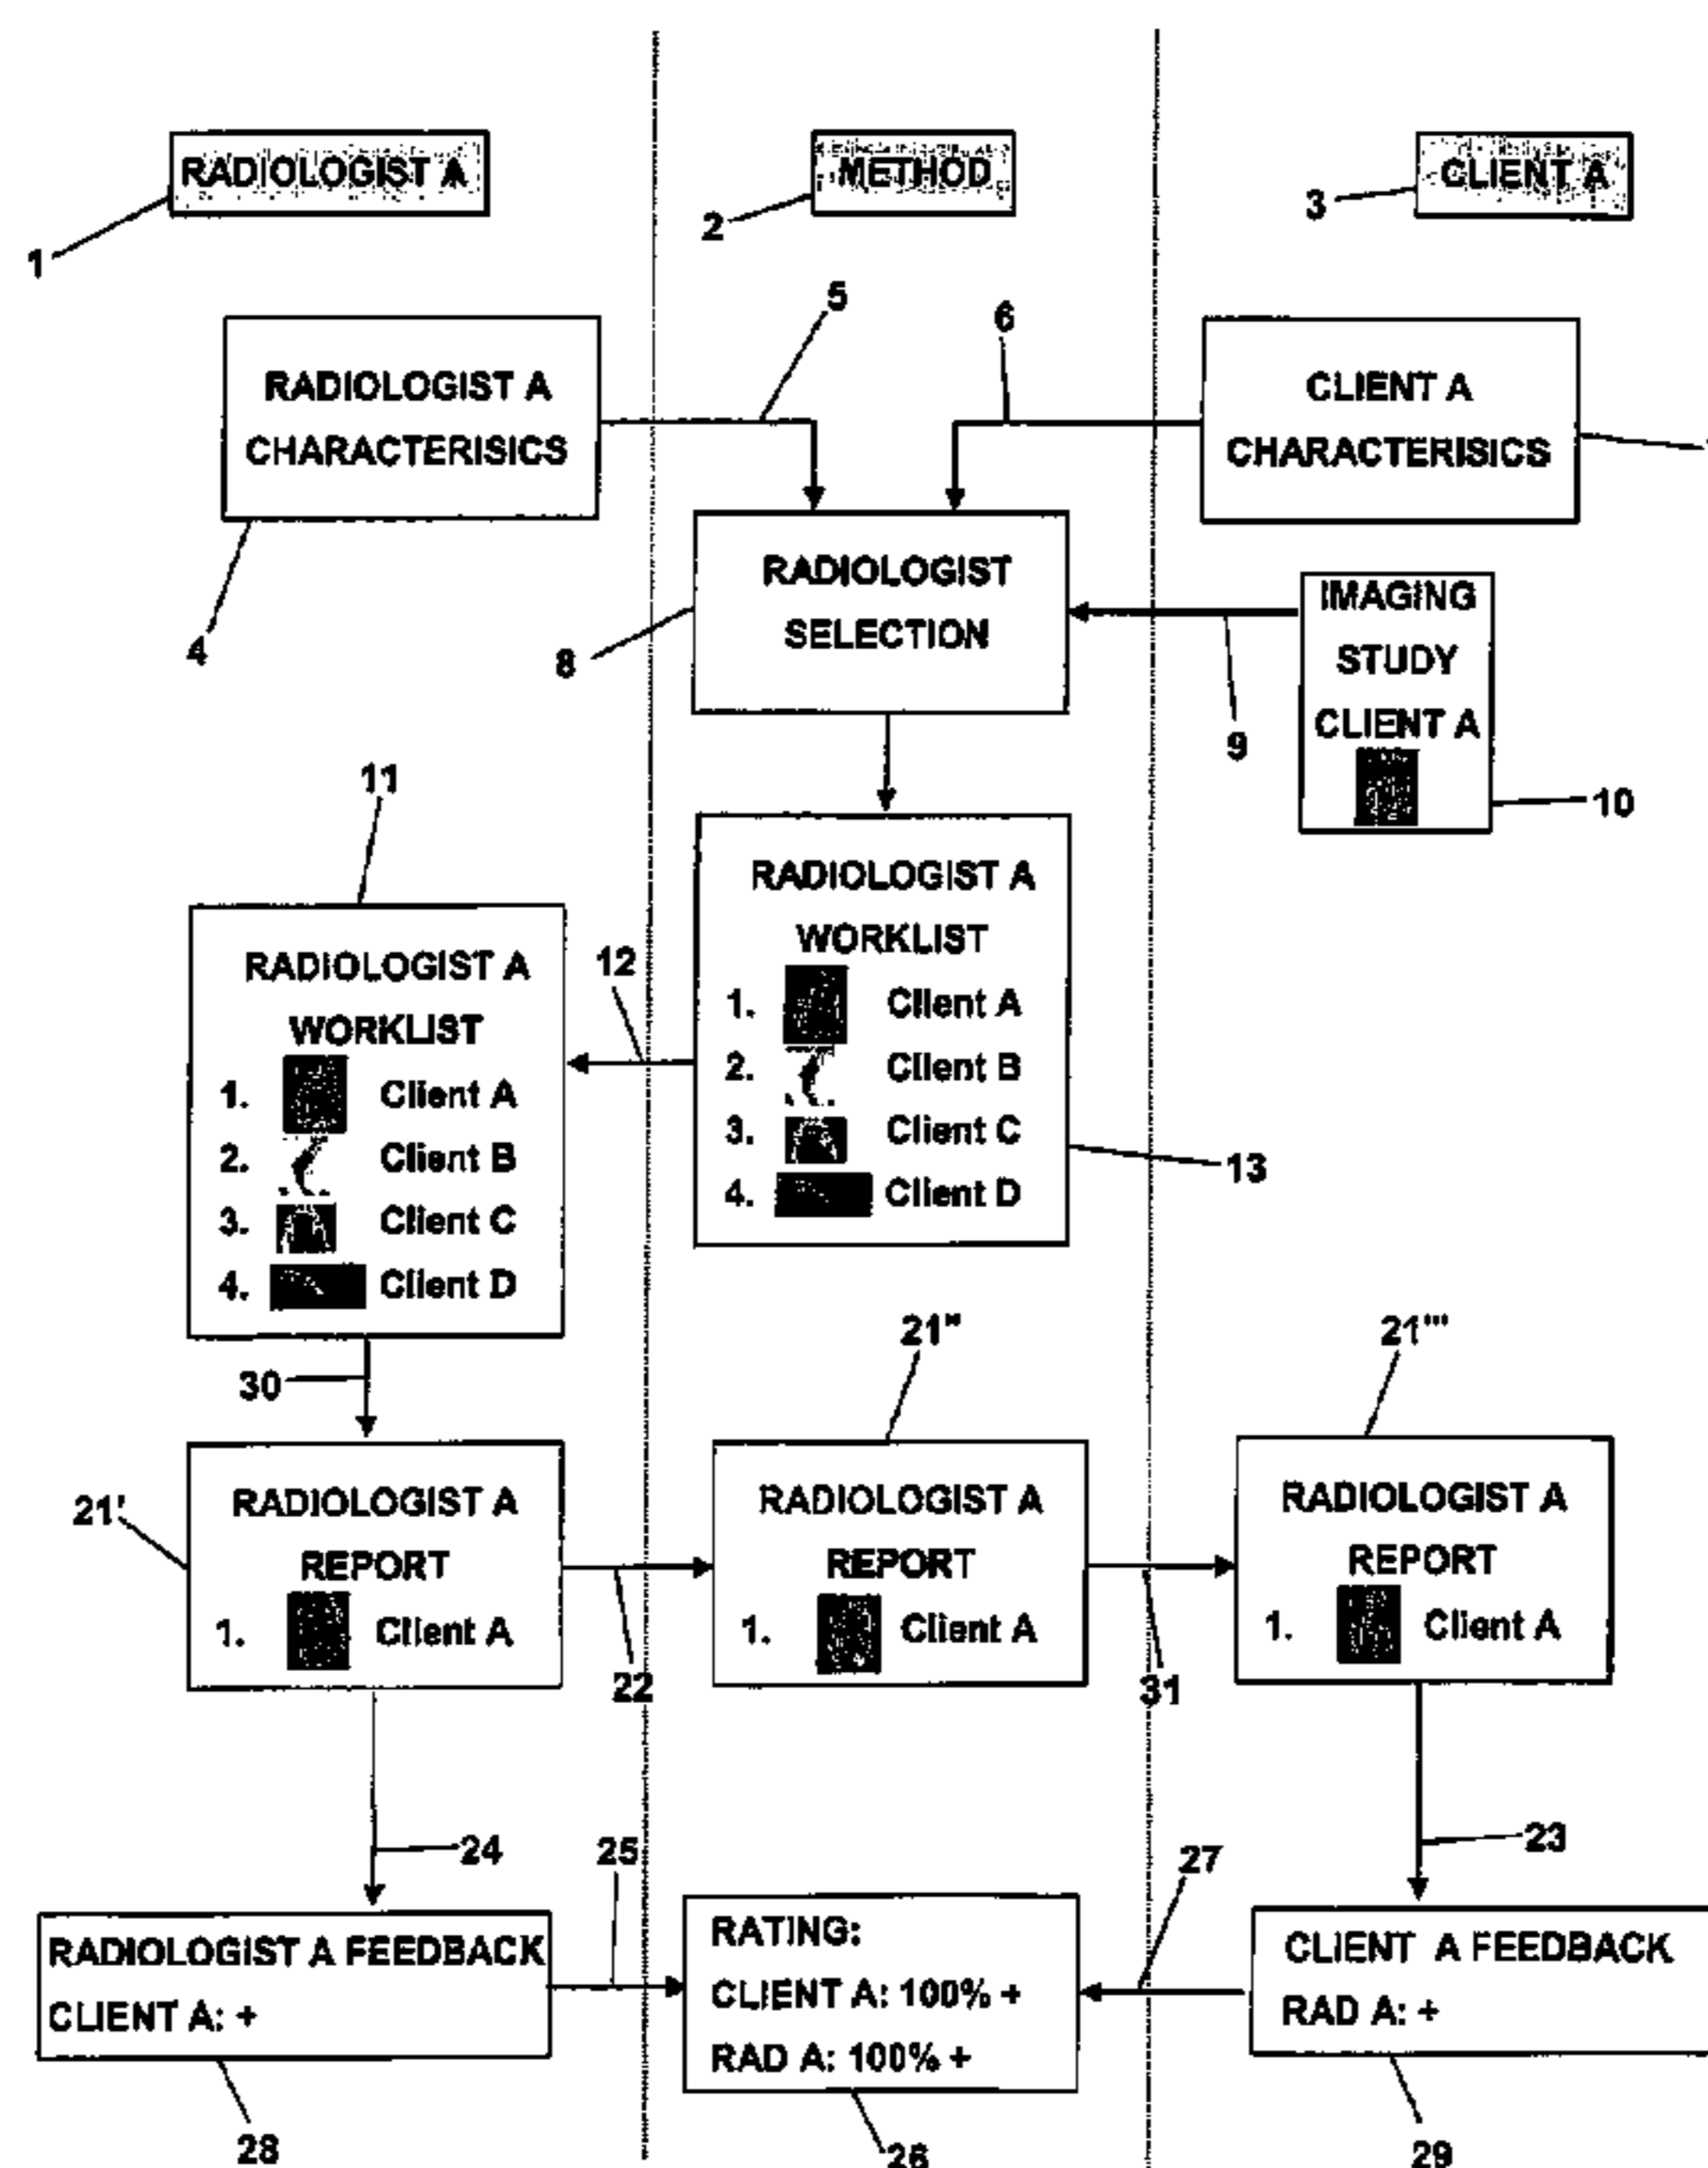 RADIOLOGIST A
METHOD
CLIENT A
1
2
3
5
6
RADIOLOGIST A
CHARACTERISICS
CLIENT A
CHARACTERISICS
4
8
RADIOLOGIST
SELECTION
IMAGING
STUDY
CLIENT A
9
10
11
12
RADIOLOGIST A
WORKLIST
1. Client A
2. Client B
3. Client C
4. Client D
13
RADIOLOGIST A
WORKLIST
1. Client A
2. Client B
3. Client C
4. Client D
30
21'
21"
21'"
RADIOLOGIST A
REPORT
1. Client A
22
RADIOLOGIST A
REPORT
1. Client A
31
RADIOLOGIST A
REPORT
1. Client A
24
25
27
23
RADIOLOGIST A FEEDBACK
CLIENT A: +
RATING:
CLIENT A: 100% +
RAD A: 100% +
CLIENT A FEEDBACK
RAD A: +
28
26
29